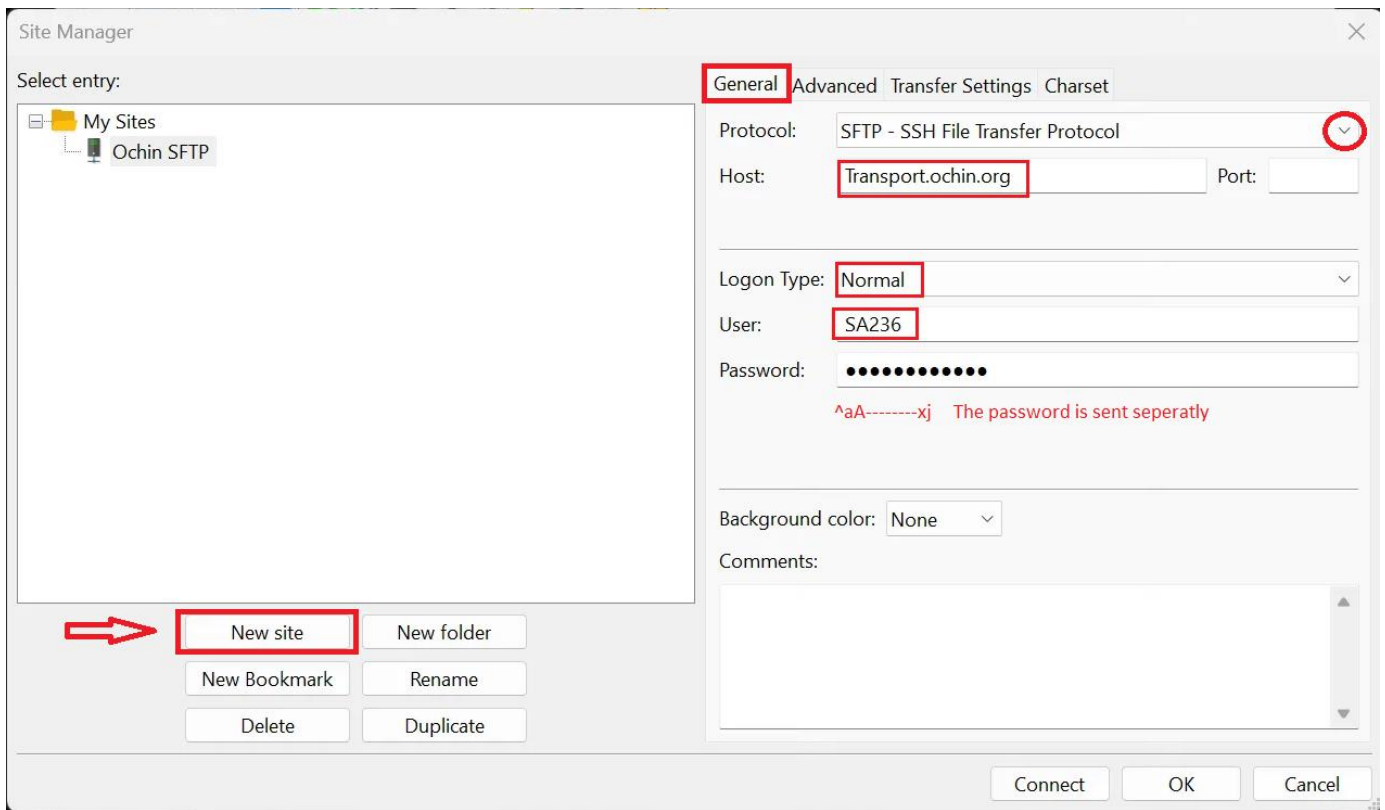 Site Manager
Select entry:
My Sites
Ochin SFTP
New site
New folder
New Bookmark
Rename
Delete
Duplicate
General Advanced Transfer Settings Charset
Protocol: SFTP - SSH File Transfer Protocol
Host: Transport.ochin.org Port:
Logon Type: Normal
User: SA236
Password: ●●●●●●●●●●●●
^aA--------xj The password is sent seperatly
Background color: None
Comments:
Connect OK Cancel